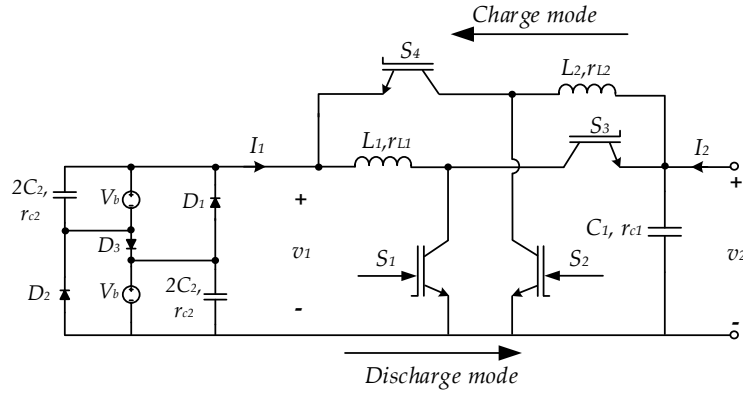 Charge mode
S4
L2,rL2
S3
L1,rL1
I1
I2
2C2,
rc2
Vb
D1
+
+
D3
C1, rc1
v1
S1
S2
v2
D2
Vb
2C2,
rc2
-
-
Discharge mode